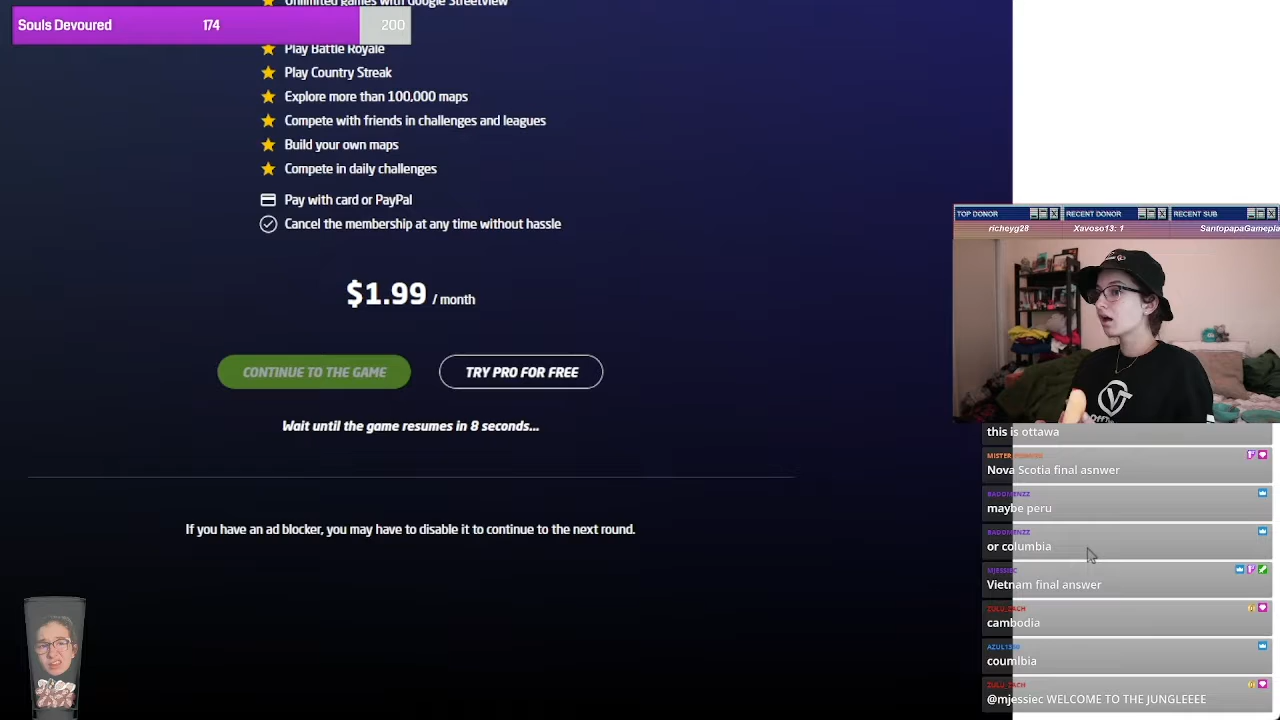 Unlimited games with Google Streetview
Souls Devoured 174 200
Play Battle Royale
Play Country Streak
Explore more than 100,000 maps
Compete with friends in challenges and leagues
Build your own maps
Compete in daily challenges
Pay with card or PayPal
Cancel the membership at any time without hassle
$1.99 / month
CONTINUE TO THE GAME
TRY PRO FOR FREE
Wait until the game resumes in 8 seconds...
If you have an ad blocker, you may have to disable it to continue to the next round.
TOP DONOR
RECENT DONOR
RECENT SUB
richeyg28
Xavoso13: 1
SantopapaGamepla
this is ottawa
Nova Scotia final asnwer
maybe peru
or columbia
MJESSIEC
Vietnam final answer
ZULU_ZACH
cambodia
coumlbia
ZULU_ZACH
@mjessiec WELCOME TO THE JUNGLEEEE